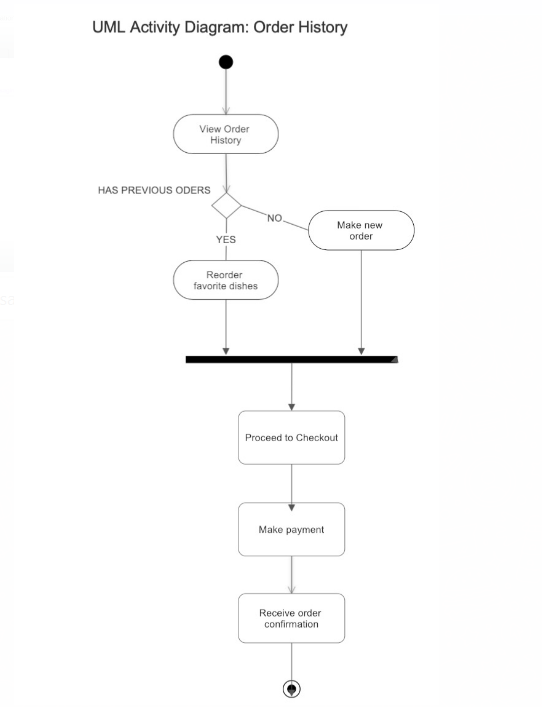 UML Activity Diagram: Order History
View Order
History
HAS PREVIOUS ODERS
NO
Make new
order
YES
Reorder
favorite dishes
Proceed to Checkout
Make payment
Receive order
confirmation